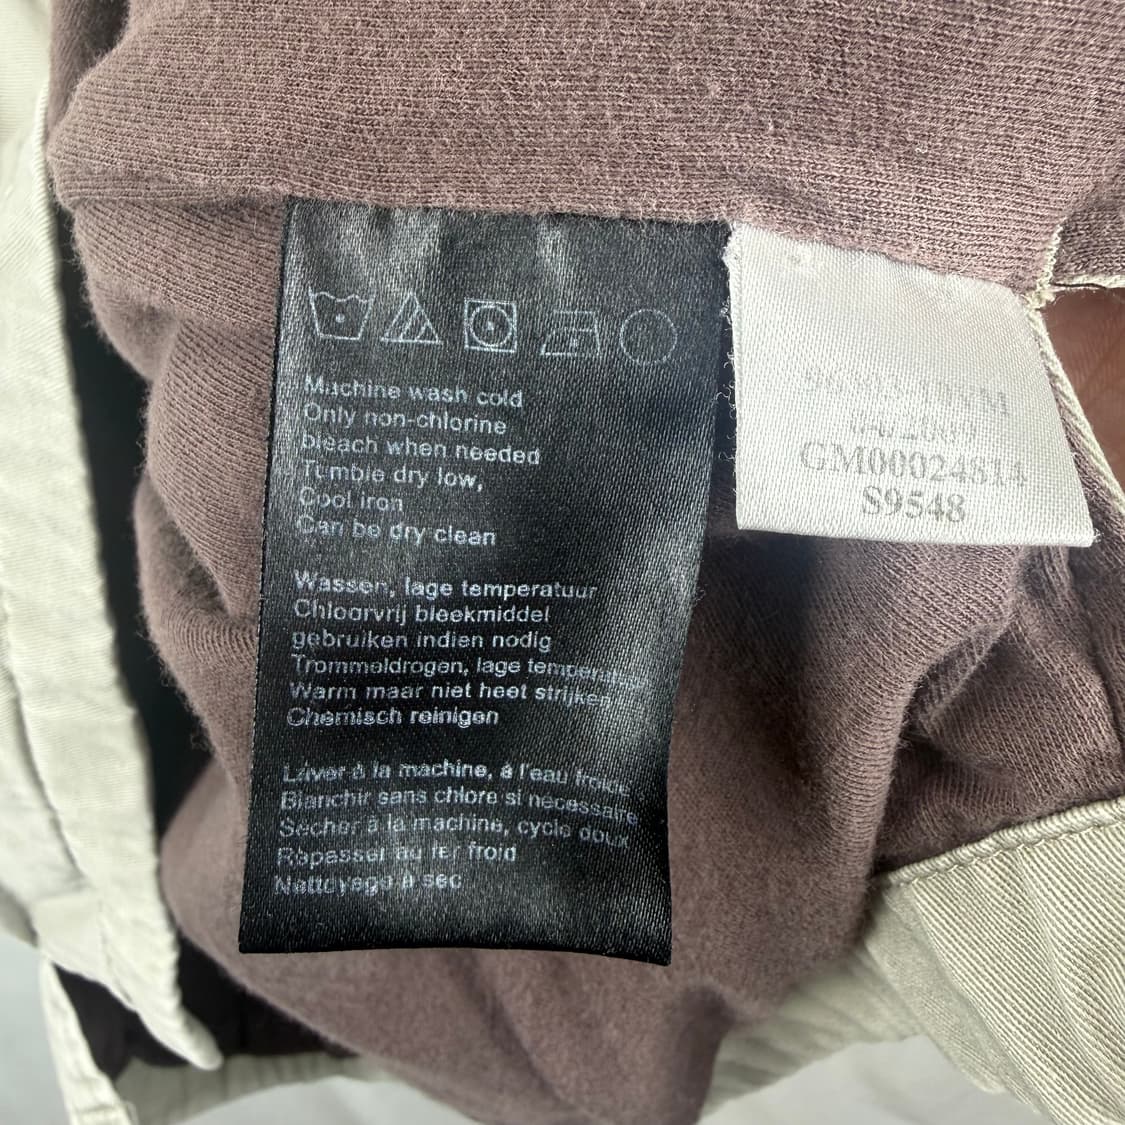 Machine wash cold
Only non-chlorine
bleach when needed
Tumble dry low,
Cool iron
Can be dry clean
Wassen, lage temperatuur
Chloorvrij bleekmiddel
gebruiken indien nodig
Trommeldrogen, lage temperatuur
Warm maar niet heet strijken
Chemisch reinigen
Laver à la machine, à l'eau froide
Blanchir sans chlore si necessaire
Sècher à la machine, cycle doux
Repasser au fer froid
Nettoyage à sec
GM00024814
S9548